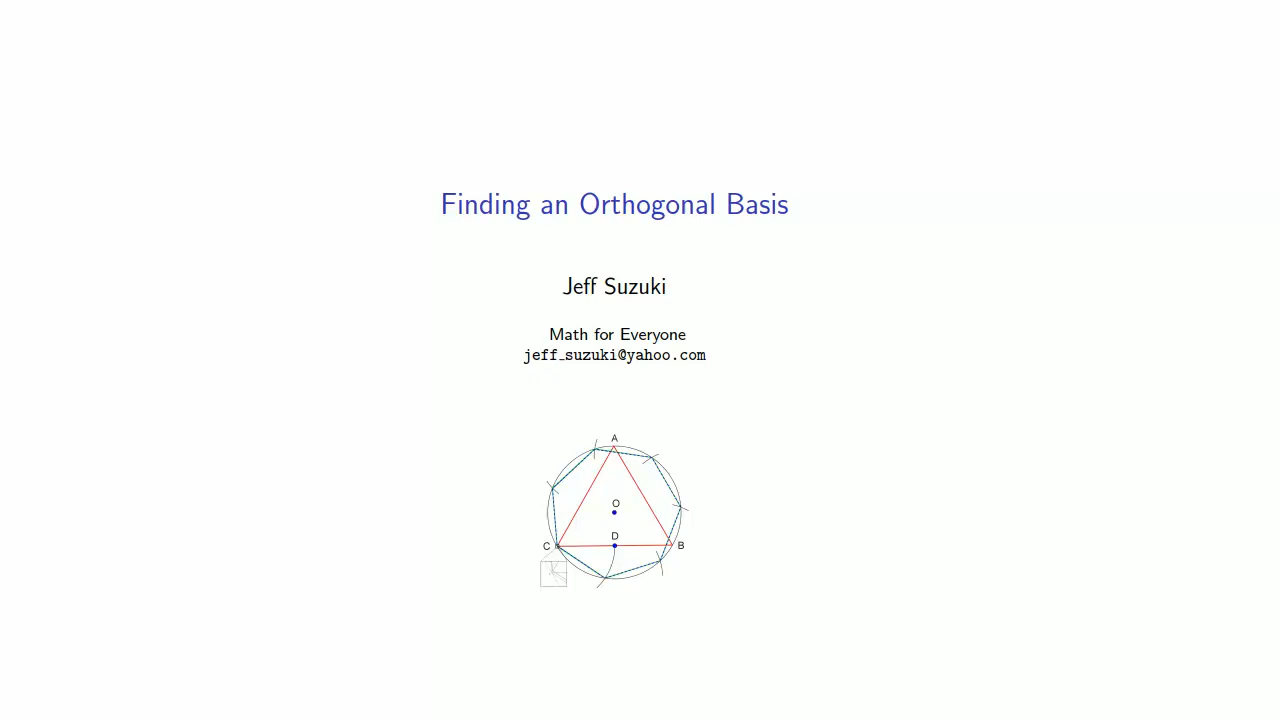 Finding an Orthogonal Basis
Jeff Suzuki
Math for Everyone
jeff_suzuki@yahoo.com
A
O
D
C
B